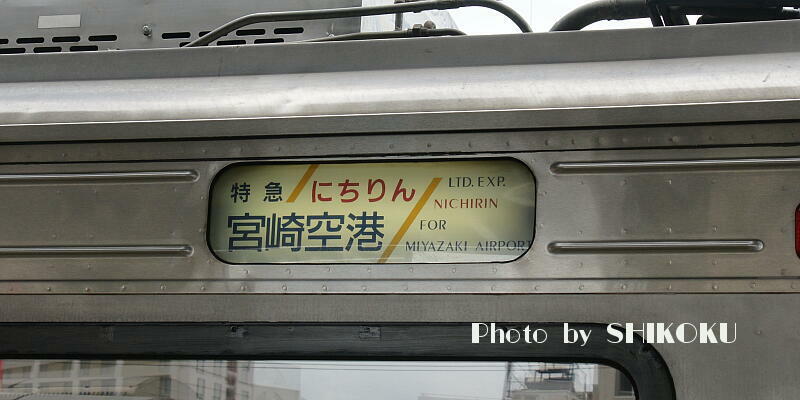 特急 にちりん
宮崎空港
LTD. EXP.
NICHIRIN
FOR
MIYAZAKI AIRPORT
Photo by SHIKOKU